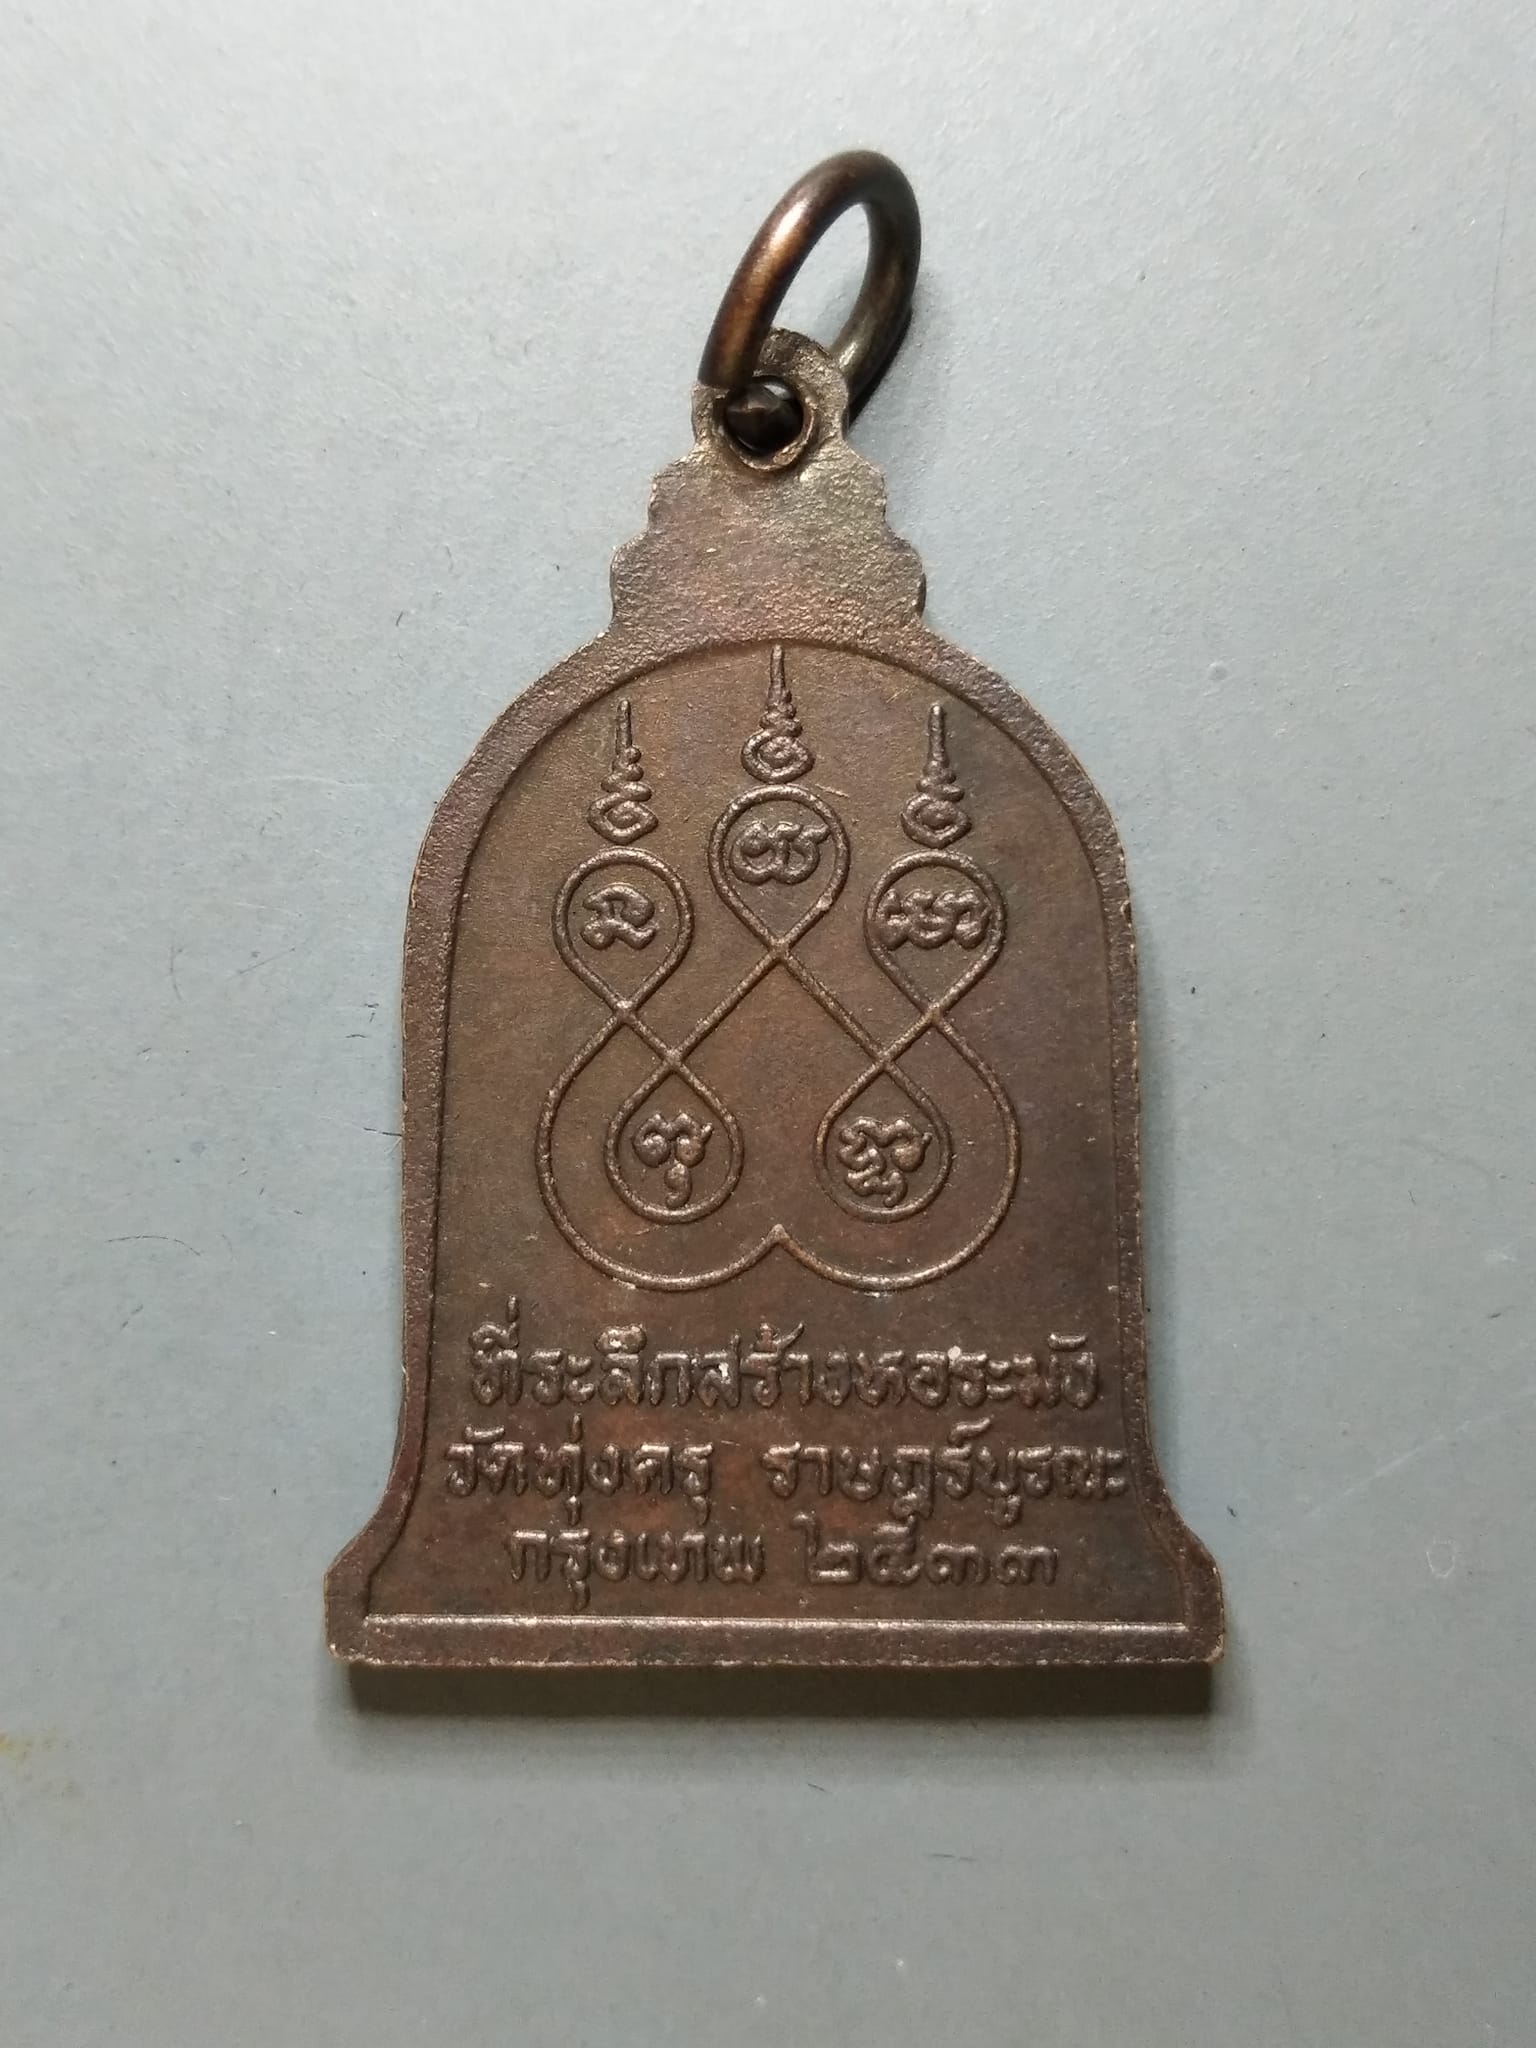 ที่ระลึกสร้างหอระฆัง
วัดทุ่งครุ ราษฎร์บูรณะ
กรุงเทพ ๒๕๓๓